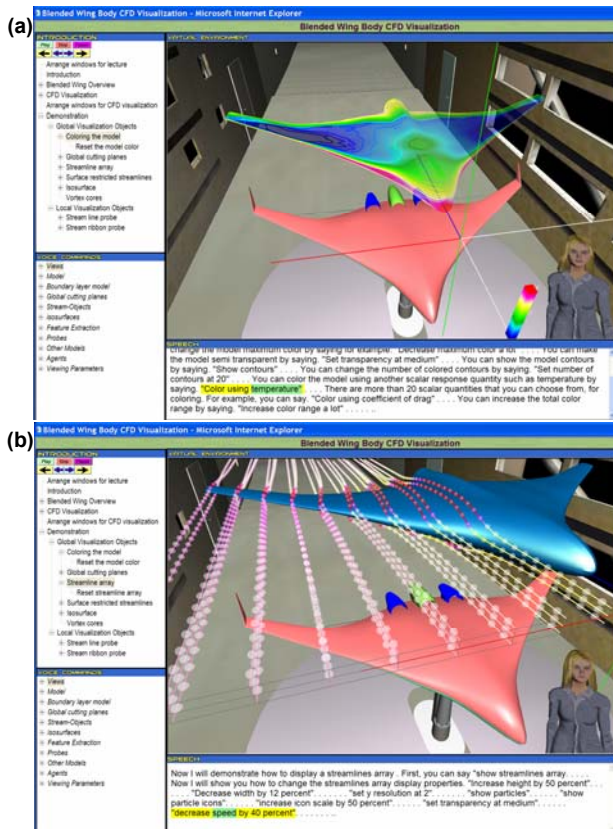 (a)
Blended Wing Body CFD Visualization - Microsoft Internet Explorer
Blended Wing Body CFD Visualization
INTRODUCTION
VIRTUAL ENVIRONMENT
Play Stop
Arrange windows for lecture
Introduction
Blended Wing Overview
CFD Visualization
Arrange windows for CFD visualization
Demonstration
Global Visualization Objects
Coloring the model
Reset the model color
Global cutting planes
Streamline array
Surface restricted streamlines
Isosurface
Vortex cores
Local Visualization Objects
Stream line probe
Stream ribbon probe
VOICE COMMANDS
Views
Model
Boundary layer model
Global cutting planes
Stream-Objects
Isosurfaces
Feature Extraction
Probes
Other Models
Agents
Viewing Parameters
SPEECH
change the model maximum color by saying for example. "Decrease maximum color a lot" . . . . You can make
the model semi transparent by saying. "Set transparency at medium" . . . . You can show the model contours
by saying. "Show contours" . . . . You can change the number of colored contours by saying. "Set number of
contours at 20" . . . . You can color the model using another scalar response quantity such as temperature by
saying. "Color using temperature" . . . . There are more than 20 scalar quantities that you can choose from, for
coloring. For example, you can say. "Color using coefficient of drag" . . . . You can increase the total color
range by saying. "Increase color range a lot" . . . . . ..
(b)
Blended Wing Body CFD Visualization - Microsoft Internet Explorer
Blended Wing Body CFD Visualization
INTRODUCTION
VIRTUAL ENVIRONMENT
Play Stop
Arrange windows for lecture
Introduction
Blended Wing Overview
CFD Visualization
Arrange windows for CFD visualization
Demonstration
Global Visualization Objects
Coloring the model
Reset the model color
Global cutting planes
Streamline array
Reset streamline array
Surface restricted streamlines
Isosurface
Vortex cores
Local Visualization Objects
Stream line probe
Stream ribbon probe
VOICE COMMANDS
Views
Model
Boundary layer model
Global cutting planes
Stream-Objects
Isosurfaces
Feature Extraction
Probes
Other Models
Agents
Viewing Parameters
SPEECH
Now I will demonstrate how to display a streamlines array . First, you can say "show streamlines array. . . . .
Now I will show you how to change the streamlines array display properties. "Increase height by 50 percent" . . .
. . . . "Decrease width by 12 percent". . . . . . . "set y resolution at 2". . . . . . "show particles". . . . . . "show
particle icons". . . . . . "increase icon scale by 50 percent". . . . . . "set transparency at medium". . . . .
"decrease speed by 40 percent". . . . . . ..